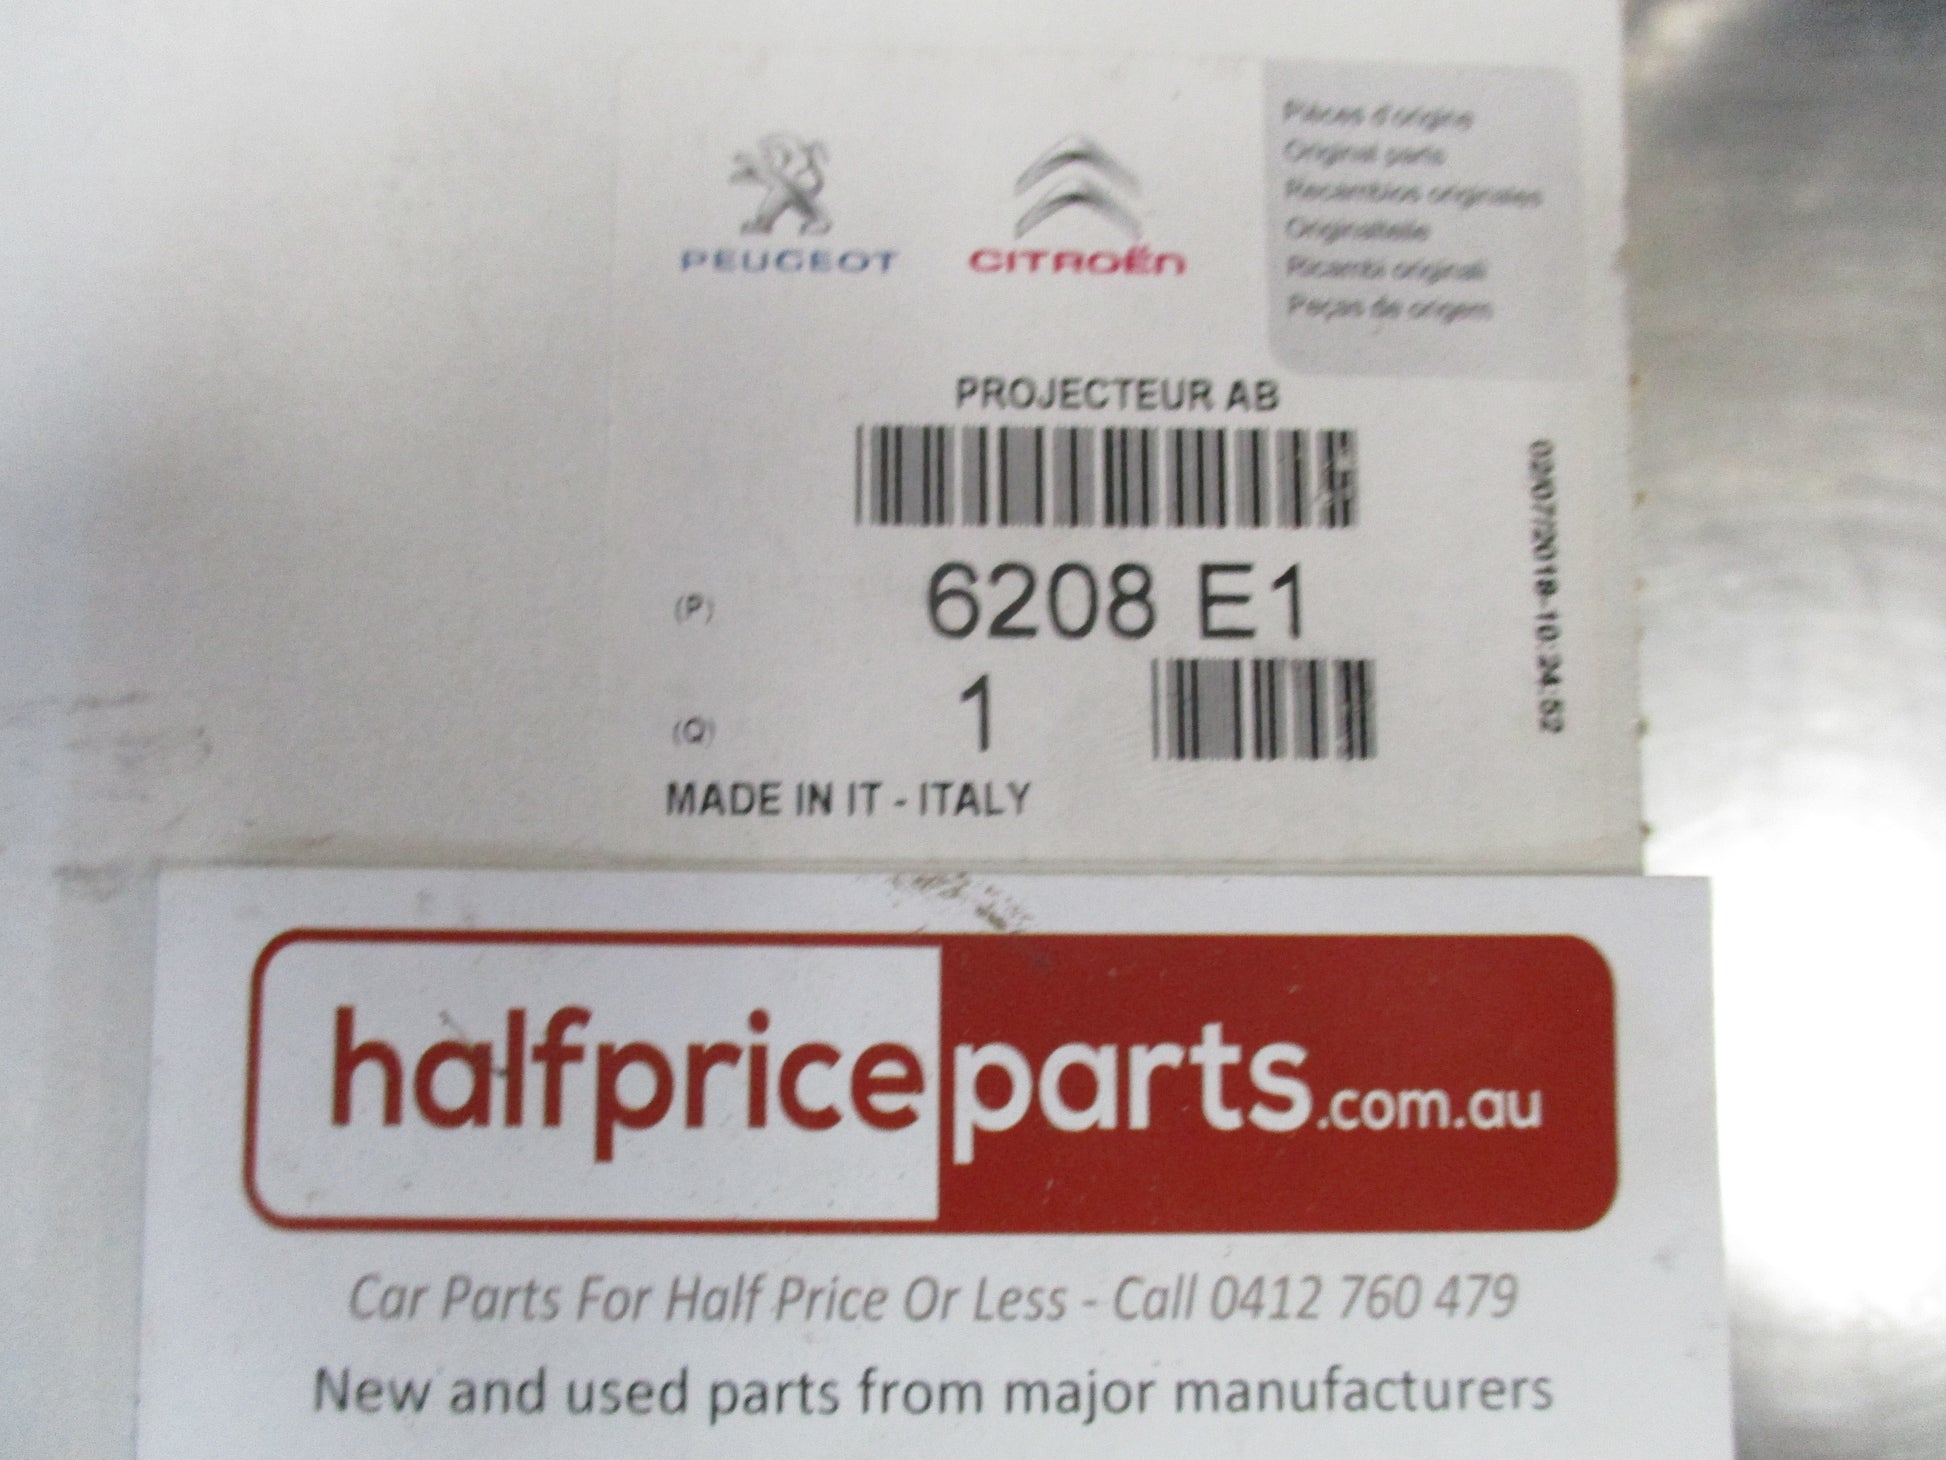 PEUGEOT
CITROËN
Pièces d'origine
Original parts
Recambios originales
Originalteile
Ricambi originali
Peças de origem
PROJECTEUR AB
(P) 6208 E1
(Q) 1
MADE IN IT - ITALY
02/07/2018-10:24:52
halfpriceparts.com.au
Car Parts For Half Price Or Less - Call 0412 760 479
New and used parts from major manufacturers